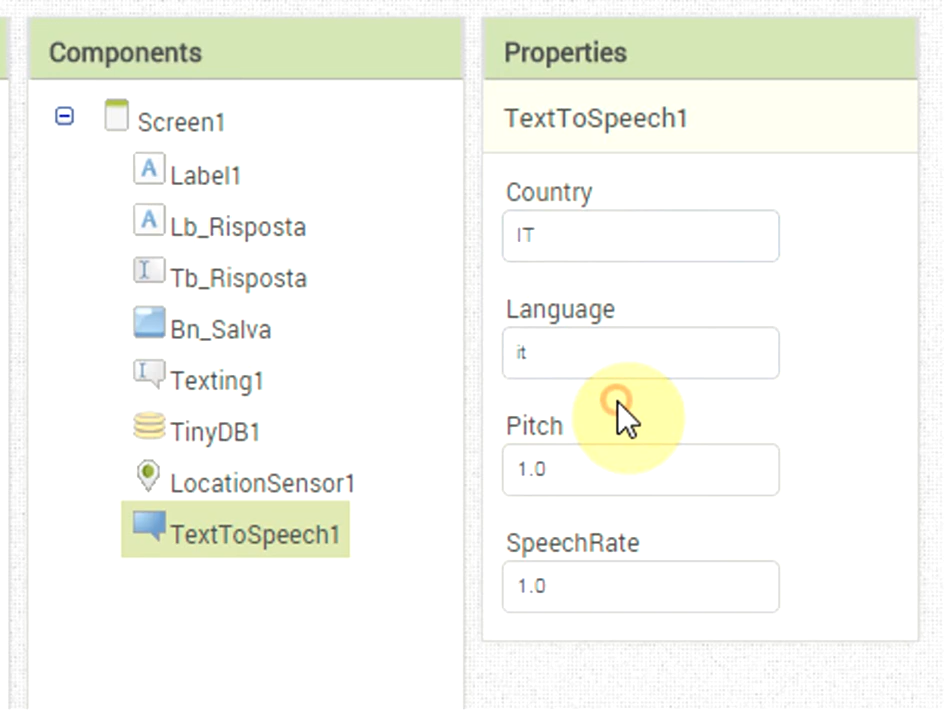 Components
Screen1
Label1
Lb_Risposta
Tb_Risposta
Bn_Salva
Texting1
TinyDB1
LocationSensor1
TextToSpeech1
Properties
TextToSpeech1
Country
IT
Language
it
Pitch
1.0
SpeechRate
1.0